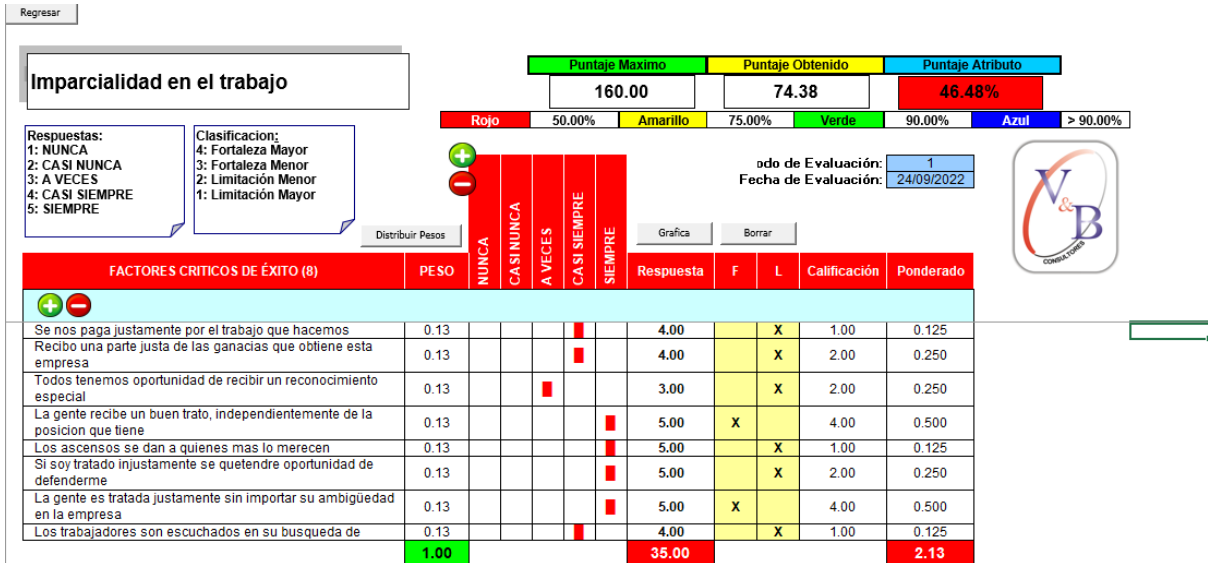 Regresar
Imparcialidad en el trabajo
Puntaje Maximo Puntaje Obtenido Puntaje Atributo
160.00 74.38 46.48%
Rojo 50.00% Amarillo 75.00% Verde 90.00% Azul > 90.00%
Respuestas:
1: NUNCA
2: CASI NUNCA
3: A VECES
4: CASI SIEMPRE
5: SIEMPRE
Clasificacion:
4: Fortaleza Mayor
3: Fortaleza Menor
2: Limitación Menor
1: Limitación Mayor
odo de Evaluación: 1
Fecha de Evaluación: 24/09/2022
V&B
CONSULTORES
Distribuir Pesos
Grafica
Borrar
FACTORES CRITICOS DE ÉXITO (8) PESO NUNCA CASI NUNCA A VECES CASI SIEMPRE SIEMPRE Respuesta F L Calificación Ponderado
Se nos paga justamente por el trabajo que hacemos 0.13 4.00 X 1.00 0.125
Recibo una parte justa de las ganacias que obtiene esta
empresa 0.13 4.00 X 2.00 0.250
Todos tenemos oportunidad de recibir un reconocimiento
especial 0.13 3.00 X 2.00 0.250
La gente recibe un buen trato, independientemente de la
posicion que tiene 0.13 5.00 X 4.00 0.500
Los ascensos se dan a quienes mas lo merecen 0.13 5.00 X 1.00 0.125
Si soy tratado injustamente se quetendre oportunidad de
defenderme 0.13 5.00 X 2.00 0.250
La gente es tratada justamente sin importar su ambigüedad
en la empresa 0.13 5.00 X 4.00 0.500
Los trabajadores son escuchados en su busqueda de 0.13 4.00 X 1.00 0.125
1.00 35.00 2.13